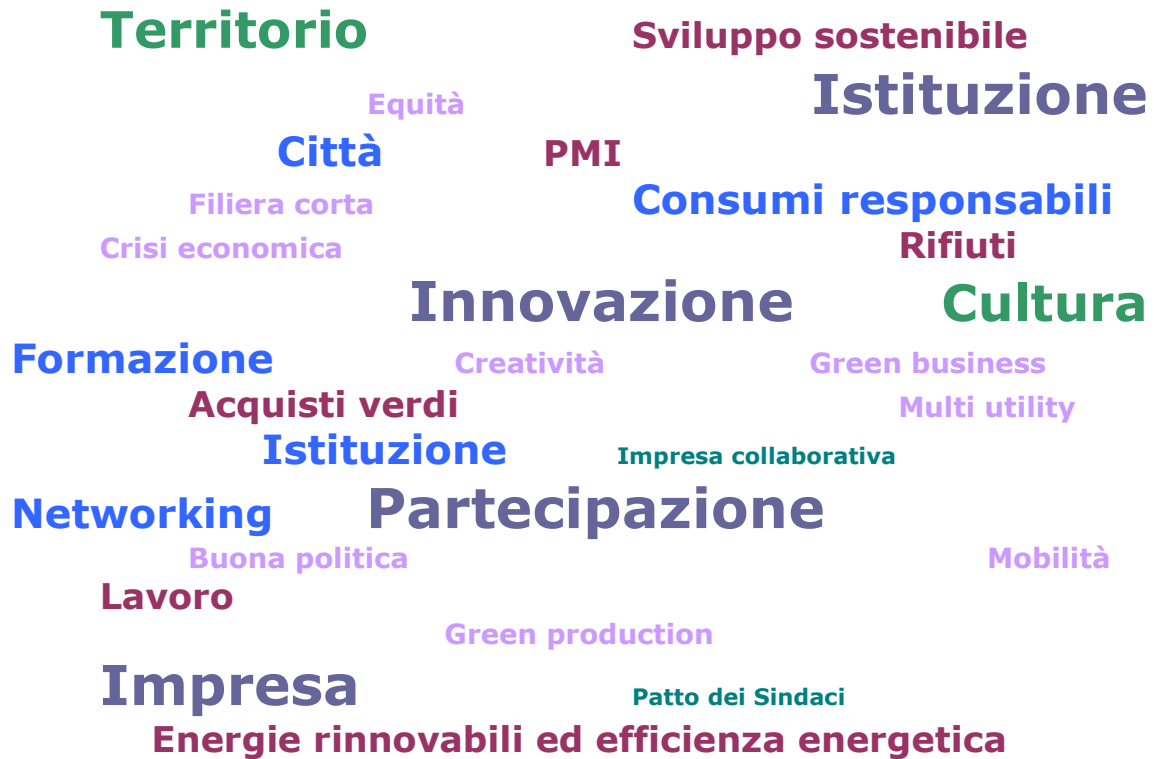 Territorio
Sviluppo sostenibile
Equità
Istituzione
Città
PMI
Filiera corta
Consumi responsabili
Crisi economica
Rifiuti
Innovazione
Cultura
Formazione
Creatività
Green business
Acquisti verdi
Multi utility
Istituzione
Impresa collaborativa
Networking
Partecipazione
Buona politica
Mobilità
Lavoro
Green production
Impresa
Patto dei Sindaci
Energie rinnovabili ed efficienza energetica